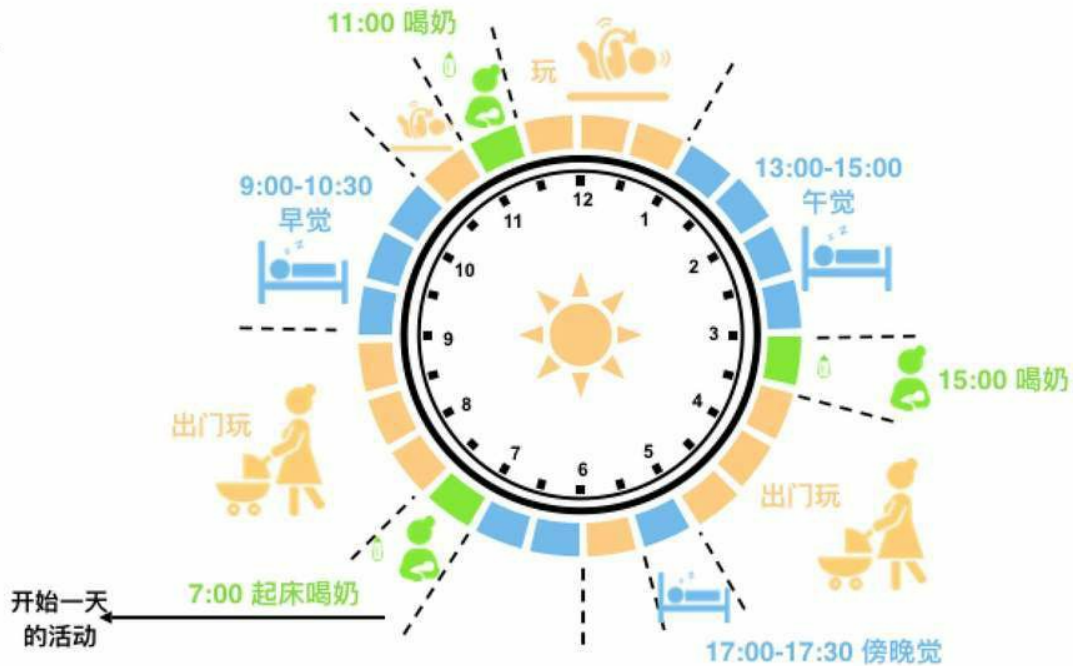 11:00 喝奶
玩
9:00-10:30
早觉
13:00-15:00
午觉
12
1
2
3
4
5
6
7
8
9
10
11
15:00 喝奶
出门玩
出门玩
7:00 起床喝奶
开始一天
的活动
17:00-17:30 傍晚觉
z z
z z
z z